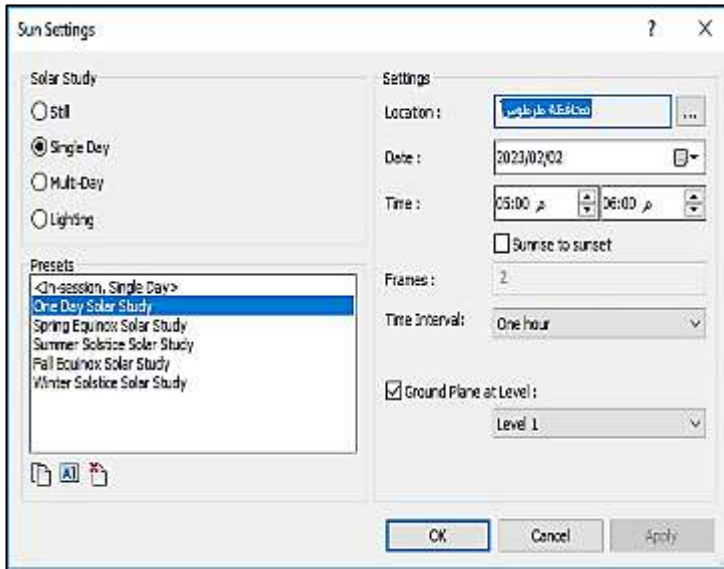 Sun Settings
Solar Study
Still
Single Day
Multi-Day
Lighting
Presets
<In-session, Single Day>
One Day Solar Study
Spring Equinox Solar Study
Summer Solstice Solar Study
Fall Equinox Solar Study
Winter Solstice Solar Study
Settings
Location : محافظة طرطوس ...
Date : 2023/02/02
Time : 05:00 م 06:00 م
Sunrise to sunset
Frames : 2
Time Interval: One hour
Ground Plane at Level :
Level 1
OK Cancel Apply